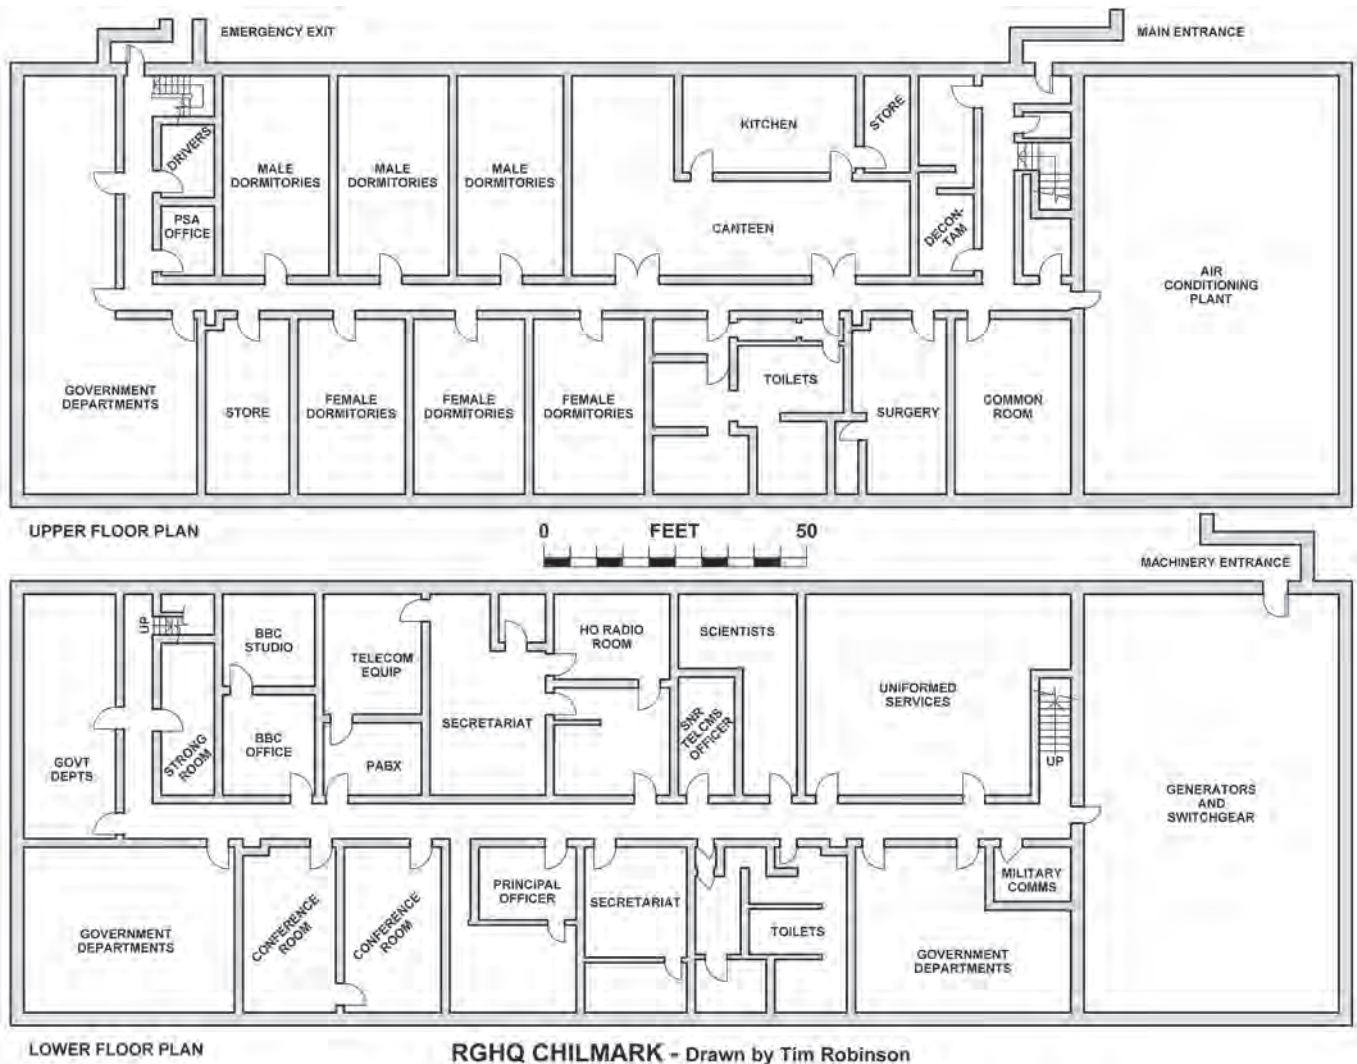 EMERGENCY EXIT
MAIN ENTRANCE
DRIVERS
PSA
OFFICE
MALE
DORMITORIES
MALE
DORMITORIES
MALE
DORMITORIES
KITCHEN
STORE
CANTEEN
DECON-
TAM
AIR
CONDITIONING
PLANT
GOVERNMENT
DEPARTMENTS
STORE
FEMALE
DORMITORIES
FEMALE
DORMITORIES
FEMALE
DORMITORIES
TOILETS
SURGERY
COMMON
ROOM
UPPER FLOOR PLAN
0 FEET 50
MACHINERY ENTRANCE
UP
BBC
STUDIO
TELECOM
EQUIP
HO RADIO
ROOM
SCIENTISTS
UNIFORMED
SERVICES
GOVT
DEPTS
STRONG
ROOM
BBC
OFFICE
PABX
SECRETARIAT
SNR
TELCMS
OFFICER
UP
GENERATORS
AND
SWITCHGEAR
GOVERNMENT
DEPARTMENTS
CONFERENCE
ROOM
CONFERENCE
ROOM
PRINCIPAL
OFFICER
SECRETARIAT
TOILETS
MILITARY
COMMS
GOVERNMENT
DEPARTMENTS
LOWER FLOOR PLAN
RGHQ CHILMARK - Drawn by Tim Robinson